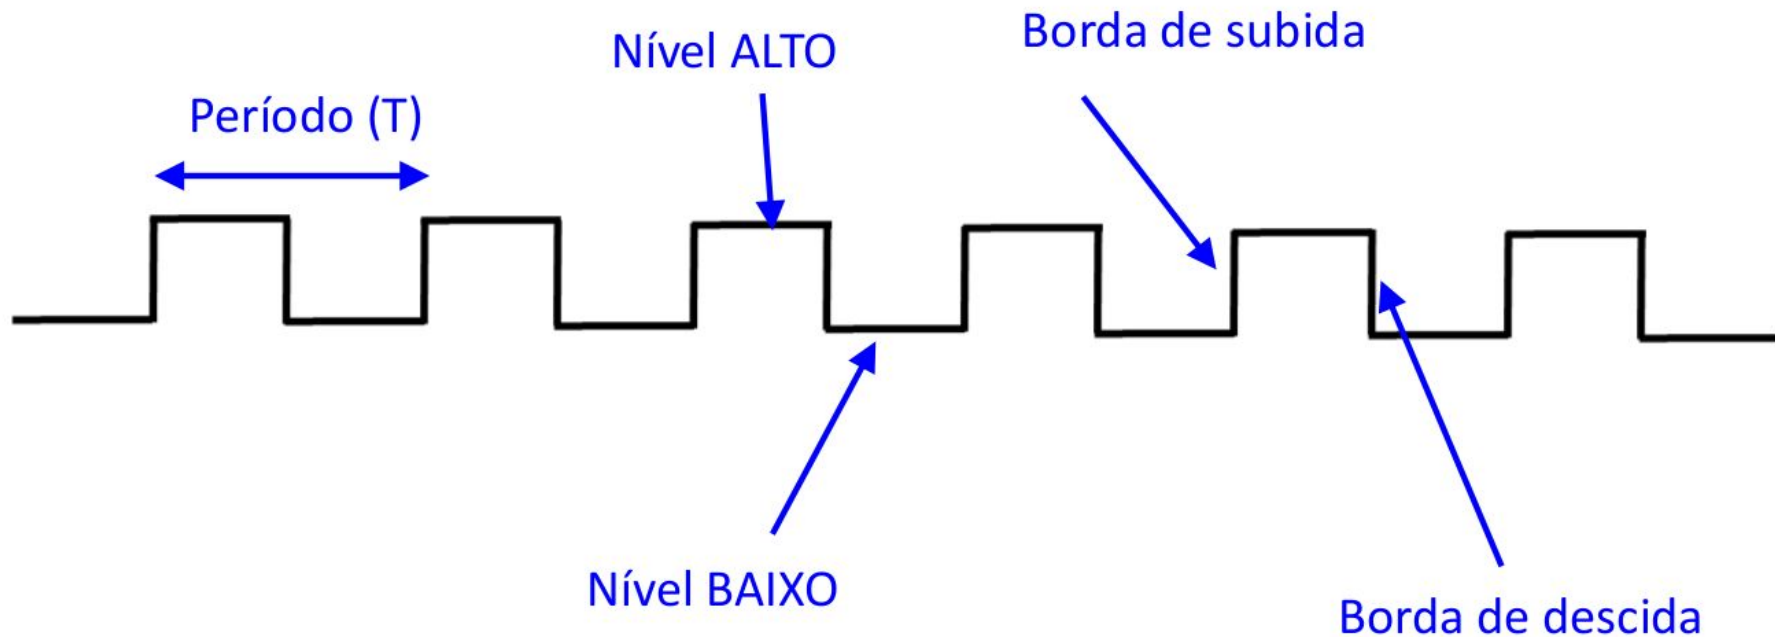 Borda de subida
Nível ALTO
Período (T)
Nível BAIXO
Borda de descida